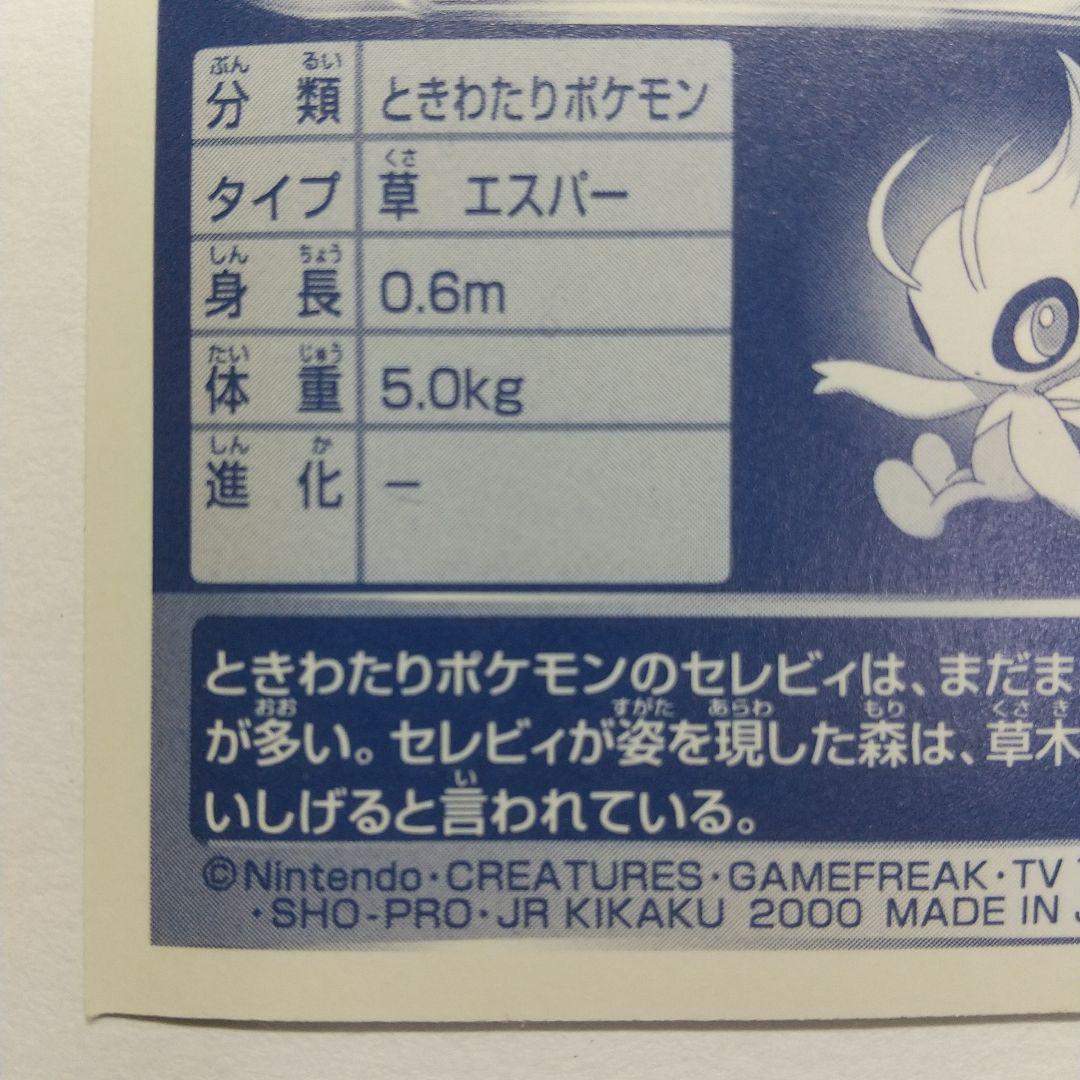 ぶん るい
分 類 ときわたりポケモン
くさ
タイプ 草 エスパー
しん ちょう
身 長 0.6m
たい じゅう
体 重 5.0kg
しん か
進 化 －
ときわたりポケモンのセレビィは、まだま
おお すがた あらわ もり くさ き
が多い。セレビィが姿を現した森は、草木
い
いしげると言われている。
©Nintendo・CREATURES・GAMEFREAK・TV
・SHO-PRO・JR KIKAKU 2000 MADE IN